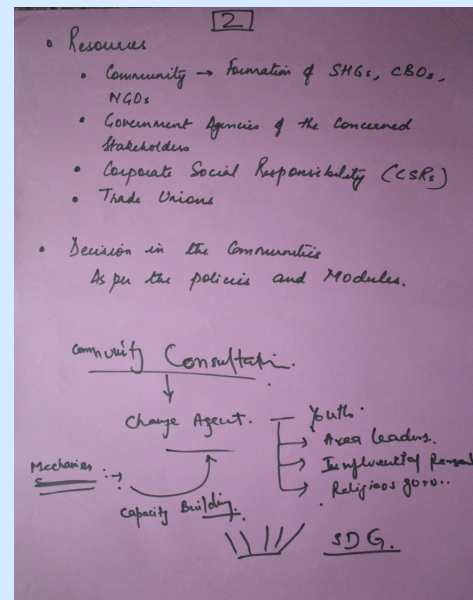 2
• Resources
• Community → Formation of SHGs, CBOs,
NGOs
• Government Agencies of the Concerned
Stakeholders
• Corporate Social Responsibility (CSRs)
• Trade Unions
• Decision in the Communities
As per the policies and Modules.
Community Consultation.
Change Agent. — Youth.
→ Area leaders.
Mechanism :→
→ Influential
→ Religious
Capacity Building.
SDG.